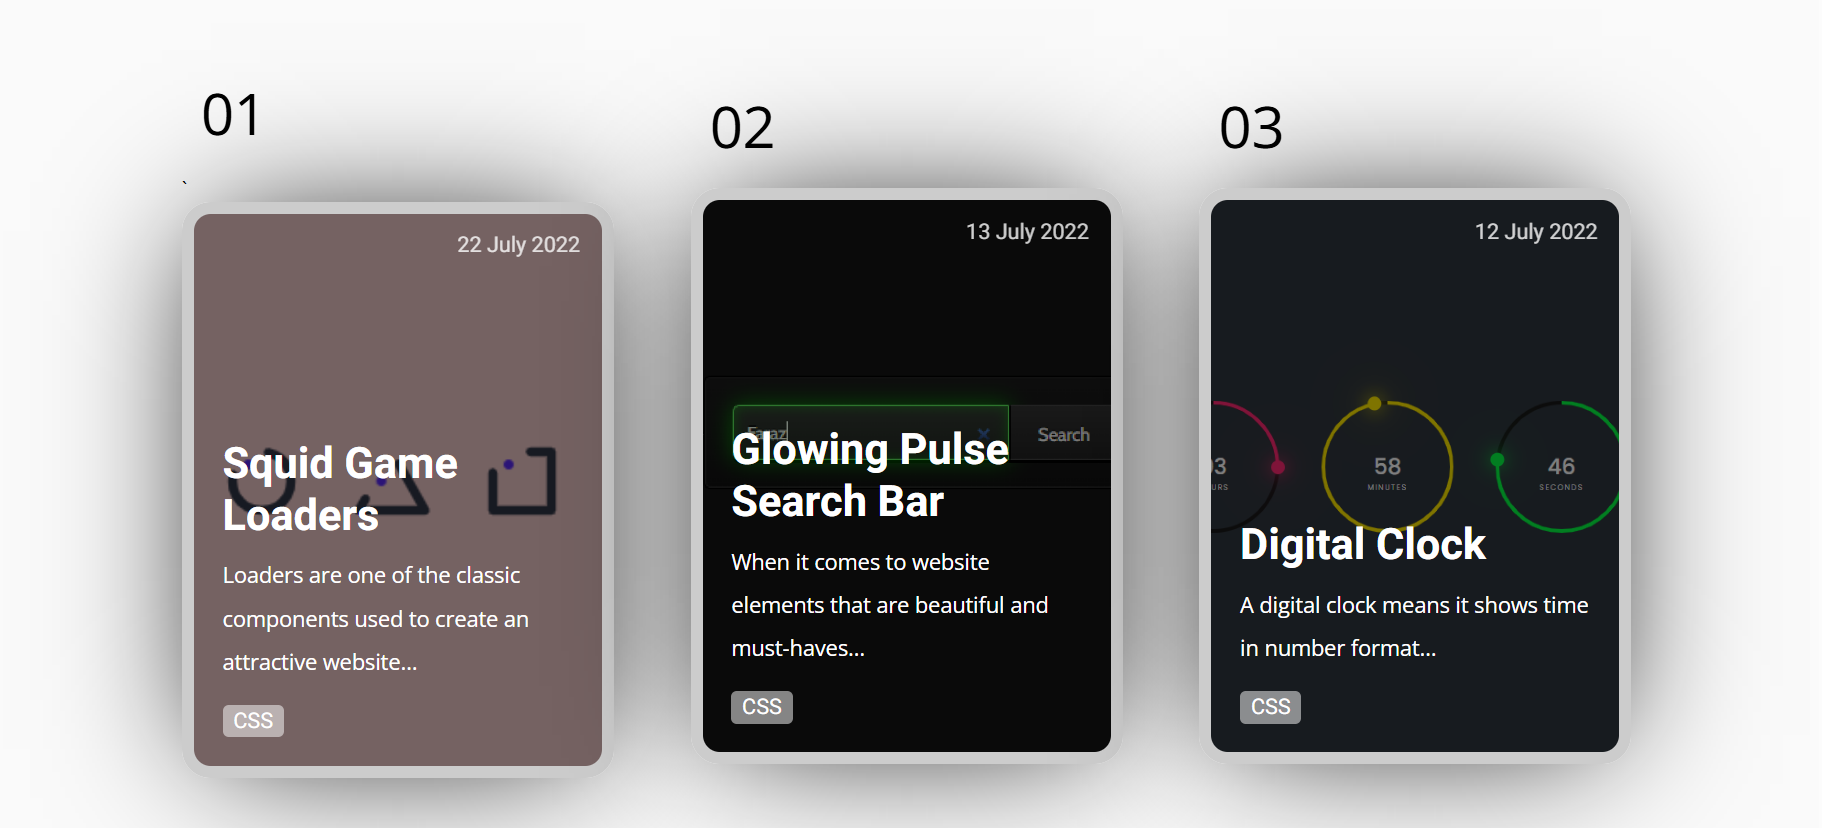 01
`
22 July 2022
Squid Game
Loaders
Loaders are one of the classic
components used to create an
attractive website...
CSS
02
13 July 2022
Faraz
Search
Glowing Pulse
Search Bar
When it comes to website
elements that are beautiful and
must-haves...
CSS
03
12 July 2022
58
MINUTES
46
SECONDS
Digital Clock
A digital clock means it shows time
in number format...
CSS